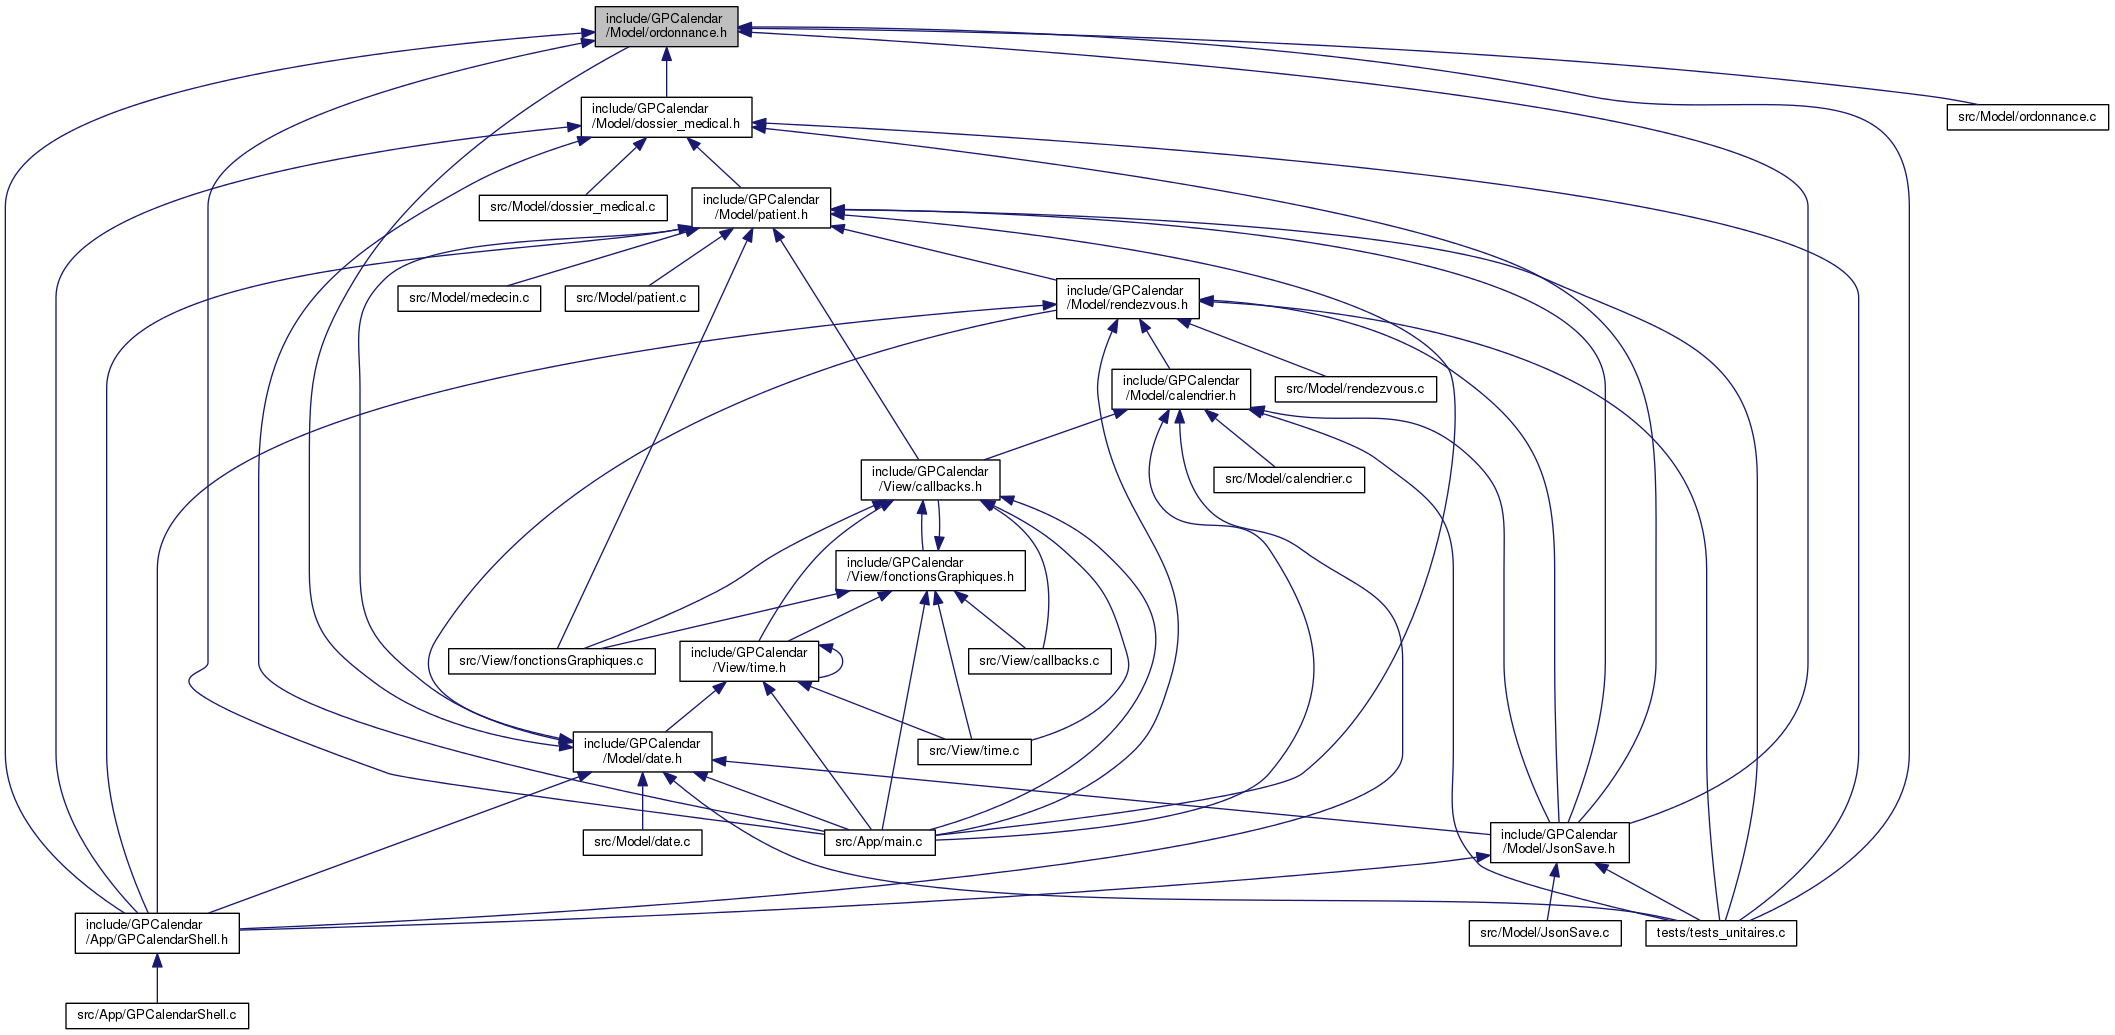 include/GPCalendar
/Model/ordonnance.h
include/GPCalendar
/Model/dossier_medical.h
src/Model/ordonnance.c
src/Model/dossier_medical.c
include/GPCalendar
/Model/patient.h
src/Model/medecin.c
src/Model/patient.c
include/GPCalendar
/Model/rendezvous.h
include/GPCalendar
/Model/calendrier.h
src/Model/rendezvous.c
include/GPCalendar
/View/callbacks.h
src/Model/calendrier.c
include/GPCalendar
/View/fonctionsGraphiques.h
src/View/fonctionsGraphiques.c
include/GPCalendar
/View/time.h
src/View/callbacks.c
include/GPCalendar
/Model/date.h
src/View/time.c
src/Model/date.c
src/App/main.c
include/GPCalendar
/Model/JsonSave.h
include/GPCalendar
/App/GPCalendarShell.h
src/Model/JsonSave.c
tests/tests_unitaires.c
src/App/GPCalendarShell.c